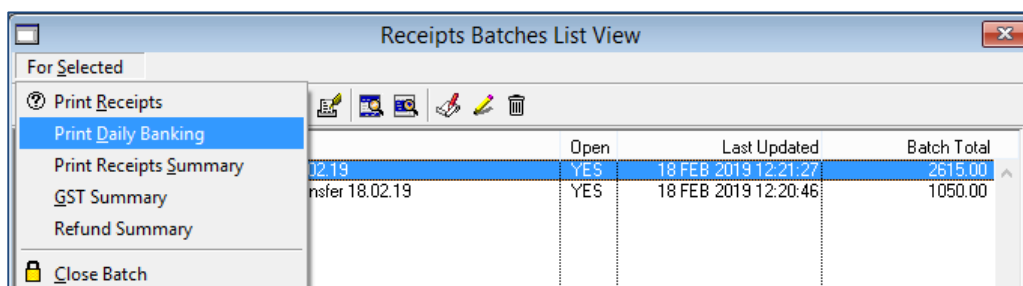 Receipts Batches List View
For Selected
Print Receipts
Print Daily Banking
Print Receipts Summary
GST Summary
Refund Summary
Close Batch
Open Last Updated Batch Total
02.19 YES 18 FEB 2019 12:21:27 2615.00
nsfer 18.02.19 YES 18 FEB 2019 12:20:46 1050.00